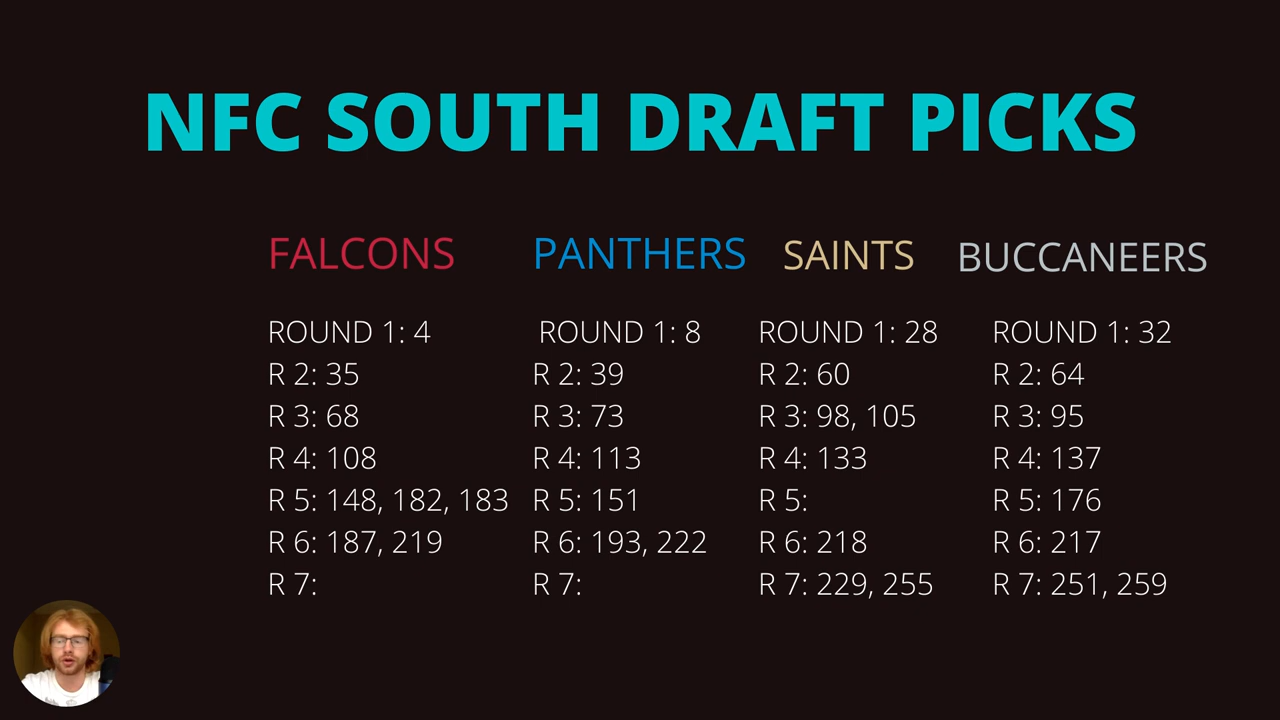 NFC SOUTH DRAFT PICKS
FALCONS
ROUND 1: 4
R 2: 35
R 3: 68
R 4: 108
R 5: 148, 182, 183
R 6: 187, 219
R 7:
PANTHERS
ROUND 1: 8
R 2: 39
R 3: 73
R 4: 113
R 5: 151
R 6: 193, 222
R 7:
SAINTS
ROUND 1: 28
R 2: 60
R 3: 98, 105
R 4: 133
R 5:
R 6: 218
R 7: 229, 255
BUCCANEERS
ROUND 1: 32
R 2: 64
R 3: 95
R 4: 137
R 5: 176
R 6: 217
R 7: 251, 259